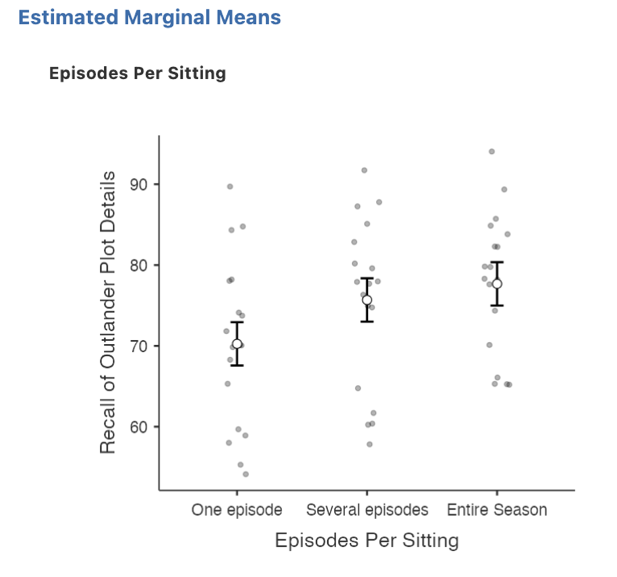 Estimated Marginal Means
Episodes Per Sitting
Recall of Outlander Plot Details
90
80
70
60
One episode
Several episodes
Entire Season
Episodes Per Sitting